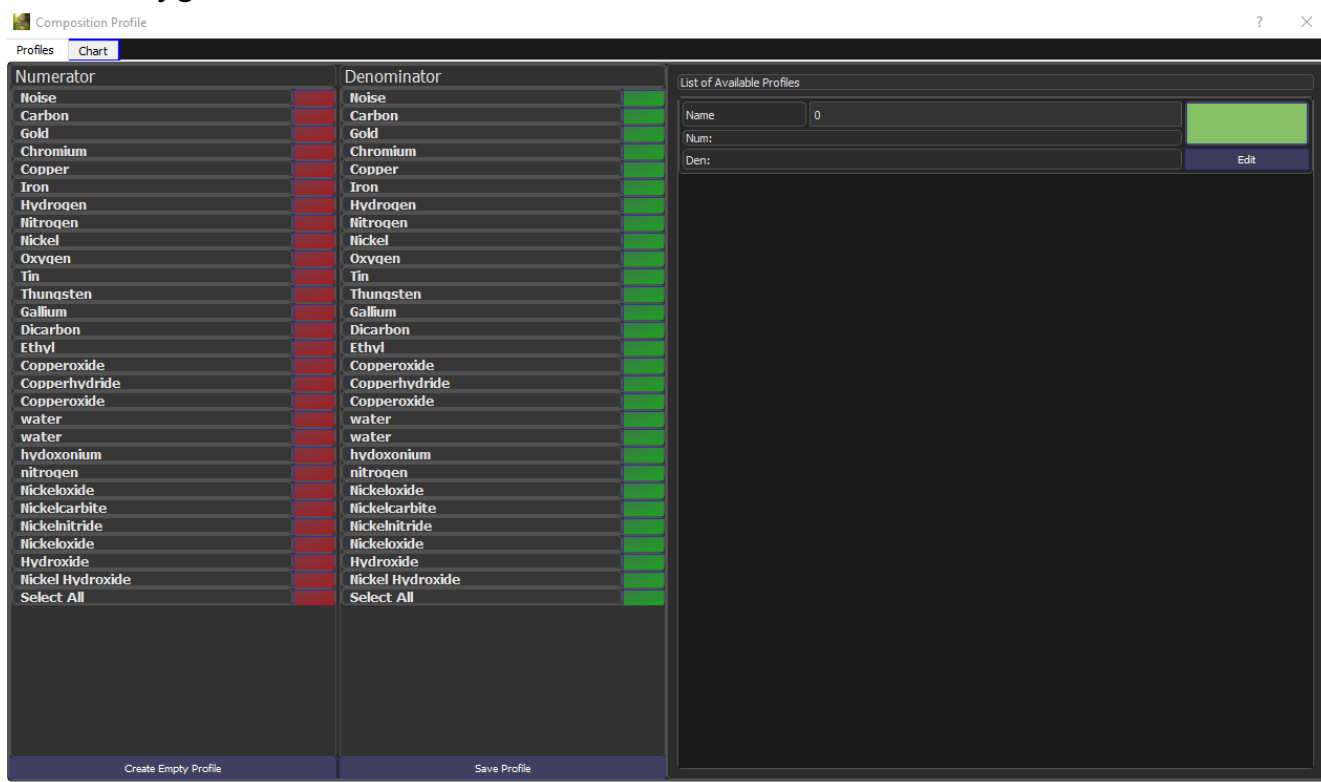 Composition Profile ? ×
Profiles Chart
Numerator
Noise
Carbon
Gold
Chromium
Copper
Iron
Hydrogen
Nitrogen
Nickel
Oxygen
Tin
Thungsten
Gallium
Dicarbon
Ethyl
Copperoxide
Copperhydride
Copperoxide
water
water
hydoxonium
nitrogen
Nickeloxide
Nickelcarbite
Nickelnitride
Nickeloxide
Hydroxide
Nickel Hydroxide
Select All
Create Empty Profile
Denominator
Noise
Carbon
Gold
Chromium
Copper
Iron
Hydrogen
Nitrogen
Nickel
Oxygen
Tin
Thungsten
Gallium
Dicarbon
Ethyl
Copperoxide
Copperhydride
Copperoxide
water
water
hydoxonium
nitrogen
Nickeloxide
Nickelcarbite
Nickelnitride
Nickeloxide
Hydroxide
Nickel Hydroxide
Select All
Save Profile
List of Available Profiles
Name 0
Num:
Den: Edit